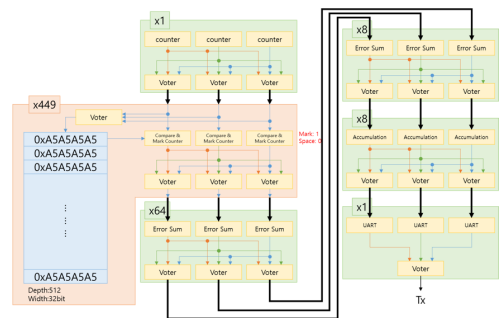 x1
counter counter counter
Voter Voter Voter
x449
Voter
0xA5A5A5A5
0xA5A5A5A5
0xA5A5A5A5
0xA5A5A5A5
Depth:512
Width:32bit
Compare & Mark Counter
Compare & Mark Counter
Compare & Mark Counter
Mark: 1
Space: 0
Voter Voter Voter
x64
Error Sum Error Sum Error Sum
Voter Voter Voter
x8
Error Sum Error Sum Error Sum
Voter Voter Voter
x8
Accumulation Accumulation Accumulation
Voter Voter Voter
x1
UART UART UART
Voter
Tx